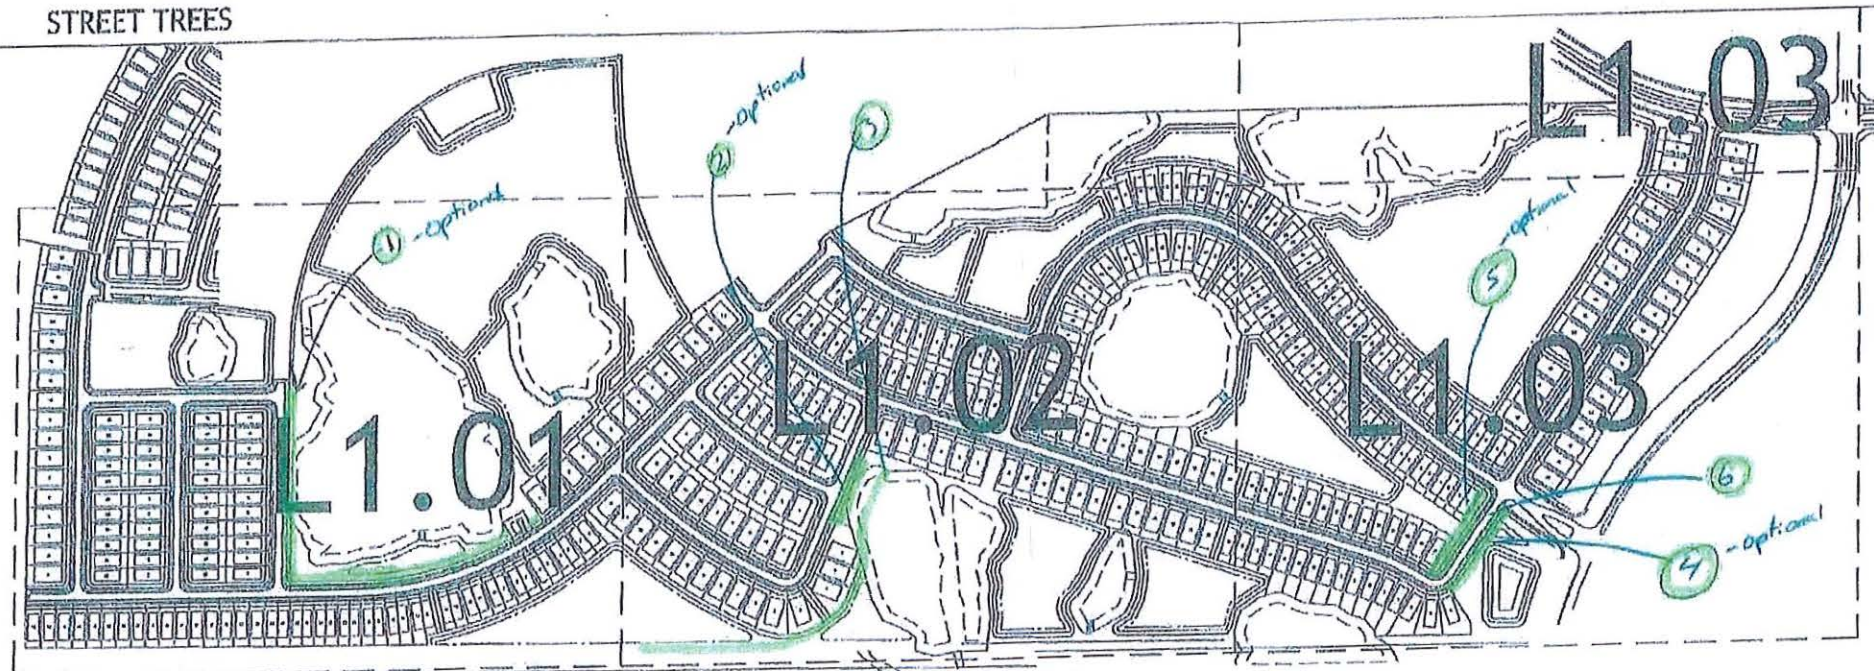 STREET TREES
L1.03
2 - Optional
3
1 - Optional
5 - Optional
L1.01
L1.02
L1.03
6
4 - Optional